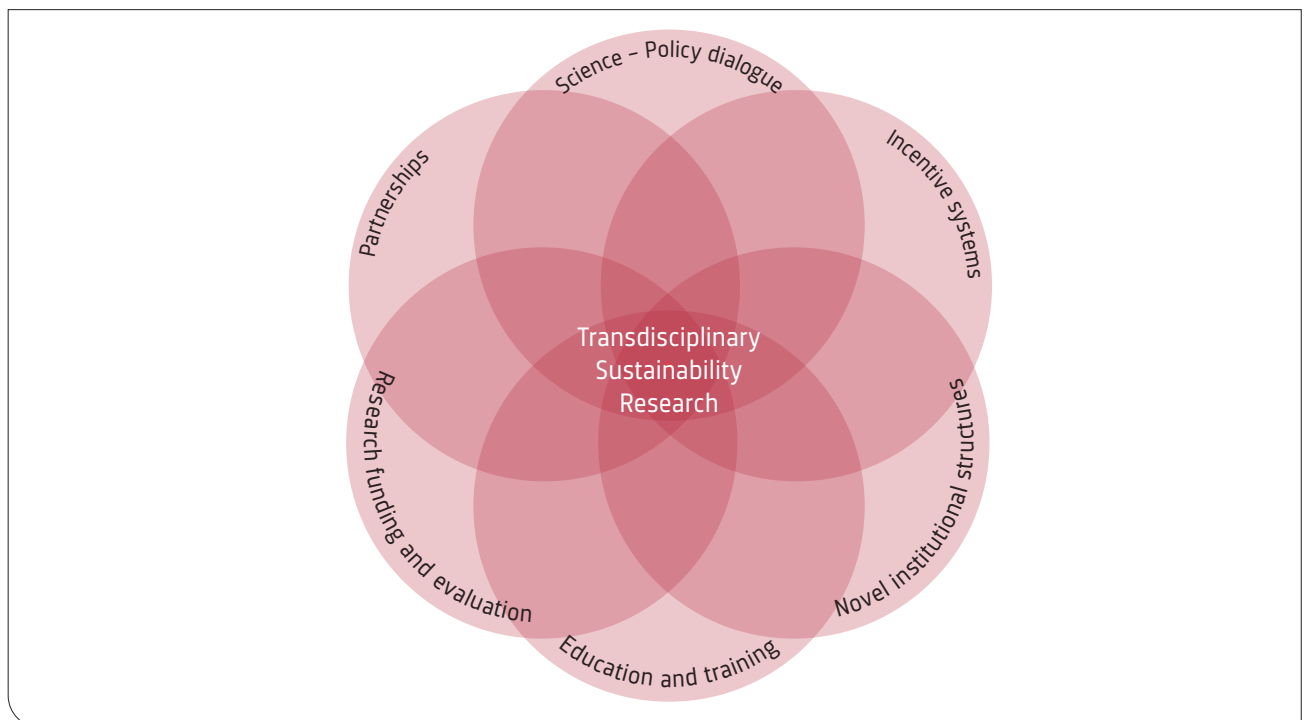 Science – Policy dialogue
Incentive systems
Partnerships
Transdisciplinary
Sustainability
Research
Research funding and evaluation
Novel institutional structures
Education and training